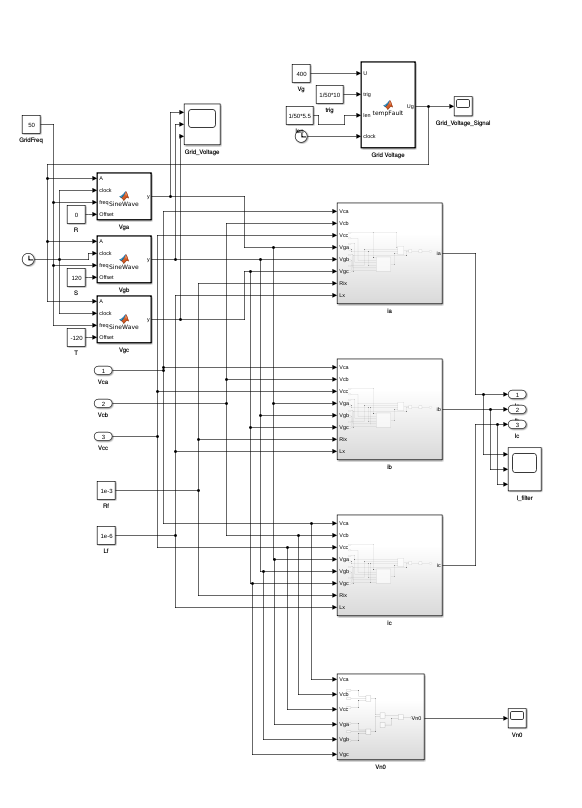 400
Vg
1/50*10
trig
1/50*5.5
len
U
trig
len
clock
tempFault
Ug
Grid Voltage
Grid_Voltage_Signal
50
GridFreq
Grid_Voltage
A
clock
freq
Offset
SineWave
y
Vga
0
R
A
clock
freq
Offset
SineWave
y
Vgb
120
S
A
clock
freq
Offset
SineWave
y
Vgc
-120
T
1
Vca
2
Vcb
3
Vcc
1e-3
Rf
1e-6
Lf
Vca
Vcb
Vcc
Vga
Vgb
Vgc
Rlx
Lx
ia
ia
Vca
Vcb
Vcc
Vga
Vgb
Vgc
Rlx
Lx
ib
ib
Vca
Vcb
Vcc
Vga
Vgb
Vgc
Rlx
Lx
ic
ic
1
2
3
Ic
I_filter
Vca
Vcb
Vcc
Vga
Vgb
Vgc
Vn0
Vn0
Vn0